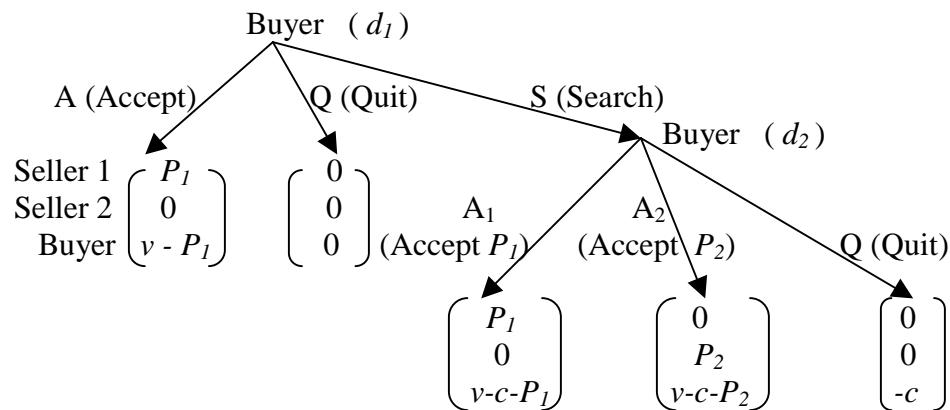 Buyer ( d1 )
A (Accept) Q (Quit) S (Search)
Buyer ( d2 )
Seller 1 P1 0
Seller 2 0 0
Buyer v - P1 0
A1 A2
(Accept P1) (Accept P2) Q (Quit)
P1 0 0
0 P2 0
v-c-P1 v-c-P2 -c